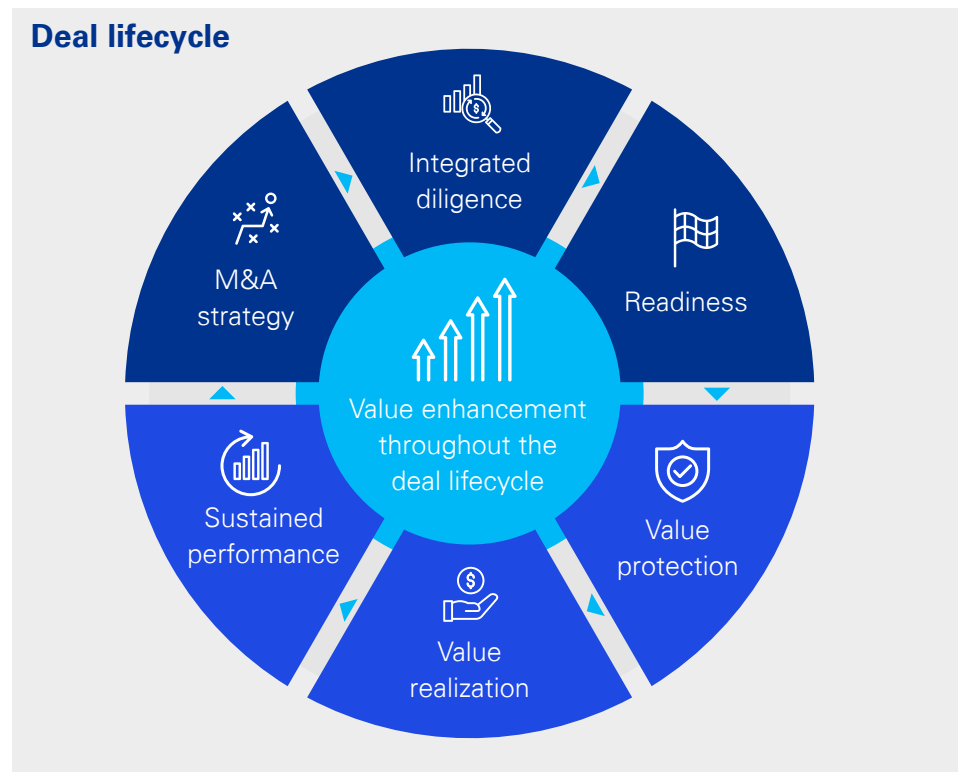 Deal lifecycle
Integrated
diligence
Readiness
Value
protection
Value
realization
Sustained
performance
M&A
strategy
Value enhancement
throughout the
deal lifecycle